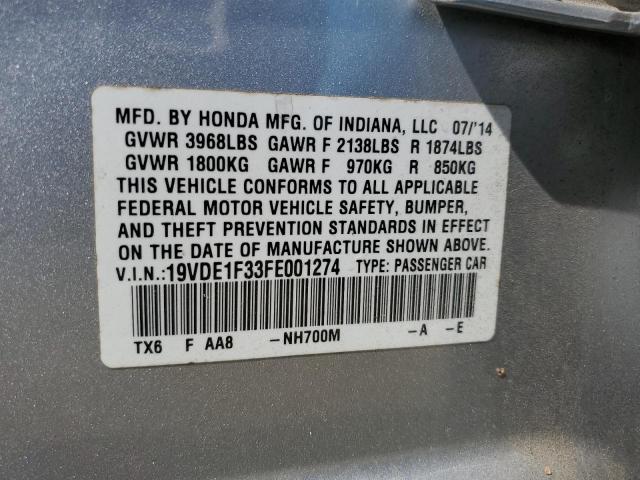 MFD. BY HONDA MFG. OF INDIANA, LLC 07/'14
GVWR 3968LBS GAWR F 2138LBS R 1874LBS
GVWR 1800KG GAWR F 970KG R 850KG
THIS VEHICLE CONFORMS TO ALL APPLICABLE
FEDERAL MOTOR VEHICLE SAFETY, BUMPER,
AND THEFT PREVENTION STANDARDS IN EFFECT
ON THE DATE OF MANUFACTURE SHOWN ABOVE.
V.I.N.:19VDE1F33FE001274 TYPE: PASSENGER CAR
TX6 F AA8 -NH700M -A -E